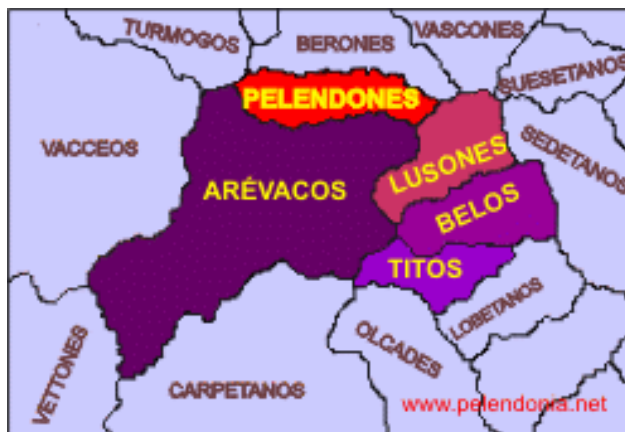 TURMOGOS
BERONES
VASCONES
SUESETANOS
PELENDONES
VACCEOS
SEDETANOS
LUSONES
ARÉVACOS
BELOS
TITOS
LOBETANOS
VETTONES
OLCADES
CARPETANOS
www.pelendonia.net